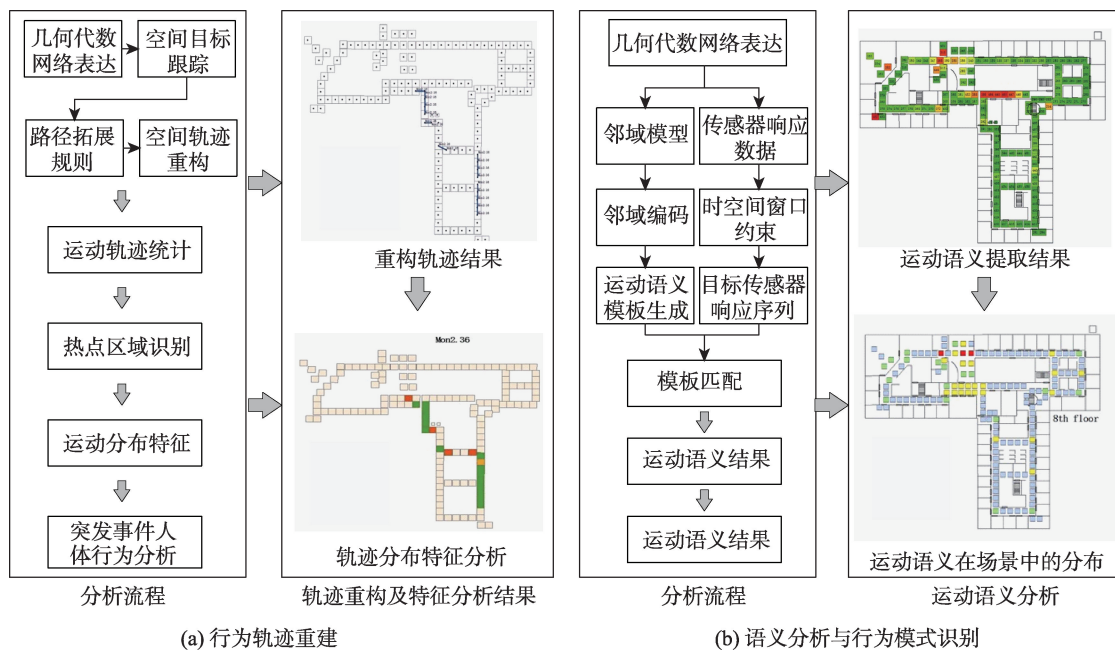 几何代数
网络表达
空间目标
跟踪
路径拓展
规则
空间轨迹
重构
运动轨迹统计
热点区域识别
运动分布特征
突发事件人
体行为分析
分析流程
重构轨迹结果
Mon2.36
轨迹分布特征分析
轨迹重构及特征分析结果
(a) 行为轨迹重建
几何代数网络表达
邻域模型
传感器响应
数据
邻域编码
时空间窗口
约束
运动语义
模板生成
目标传感器
响应序列
模板匹配
运动语义结果
运动语义结果
分析流程
运动语义提取结果
8th floor
运动语义在场景中的分布
运动语义分析
(b) 语义分析与行为模式识别